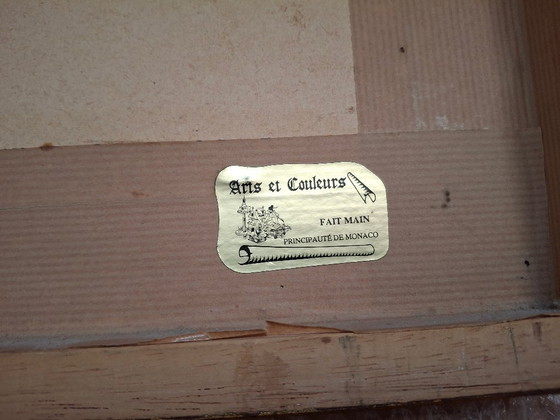 Arts et Couleurs
FAIT MAIN
PRINCIPAUTÉ DE MONACO